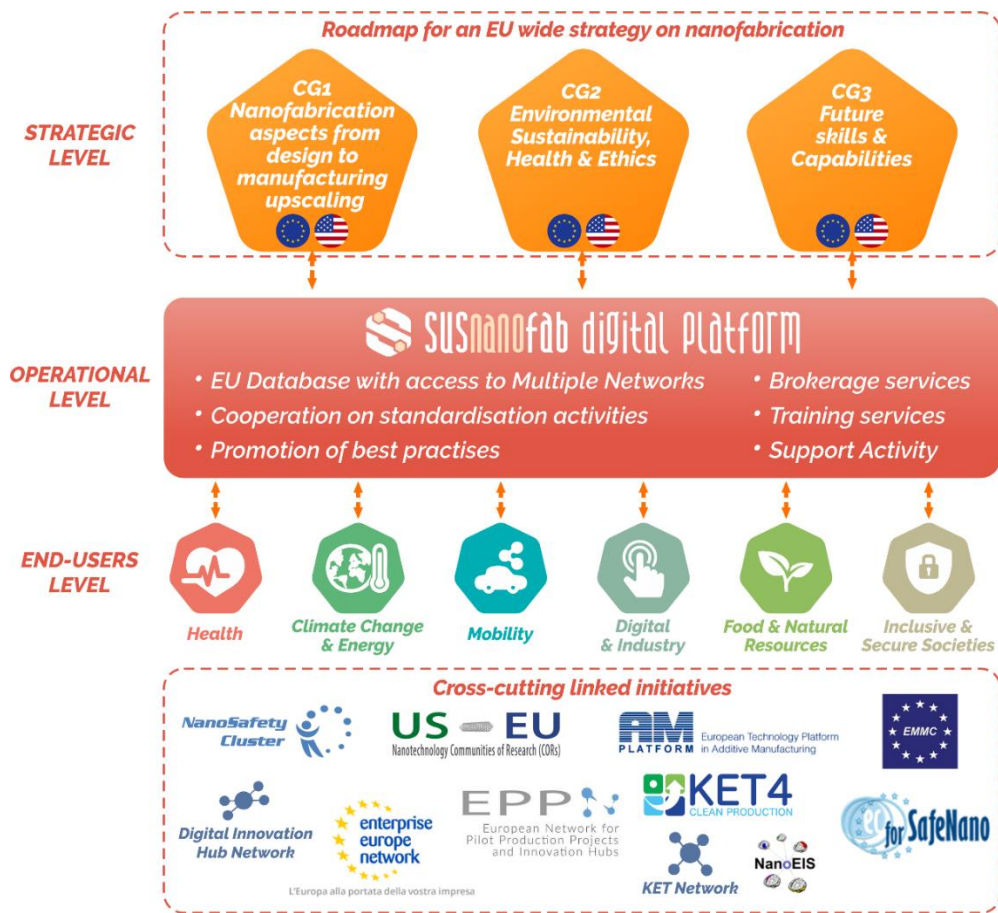 Roadmap for an EU wide strategy on nanofabrication
STRATEGIC
LEVEL
CG1
Nanofabrication
aspects from
design to
manufacturing
upscaling
CG2
Environmental
Sustainability,
Health & Ethics
CG3
Future
skills &
Capabilities
OPERATIONAL
LEVEL
susnanofab digital platform
• EU Database with access to Multiple Networks
• Cooperation on standardisation activities
• Promotion of best practises
• Brokerage services
• Training services
• Support Activity
END-USERS
LEVEL
Health
Climate Change
& Energy
Mobility
Digital
& Industry
Food & Natural
Resources
Inclusive &
Secure Societies
Cross-cutting linked initiatives
NanoSafety
Cluster
US EU
Nanotechnology Communities of Research (CORs)
AM
PLATFORM
European Technology Platform
in Additive Manufacturing
EMMC
Digital Innovation
Hub Network
enterprise
europe
network
L'Europa alla portata della vostra impresa
EPPN
European Network for
Pilot Production Projects
and Innovation Hubs
KET4
CLEAN PRODUCTION
KET Network
NanoEIS
ec for SafeNano